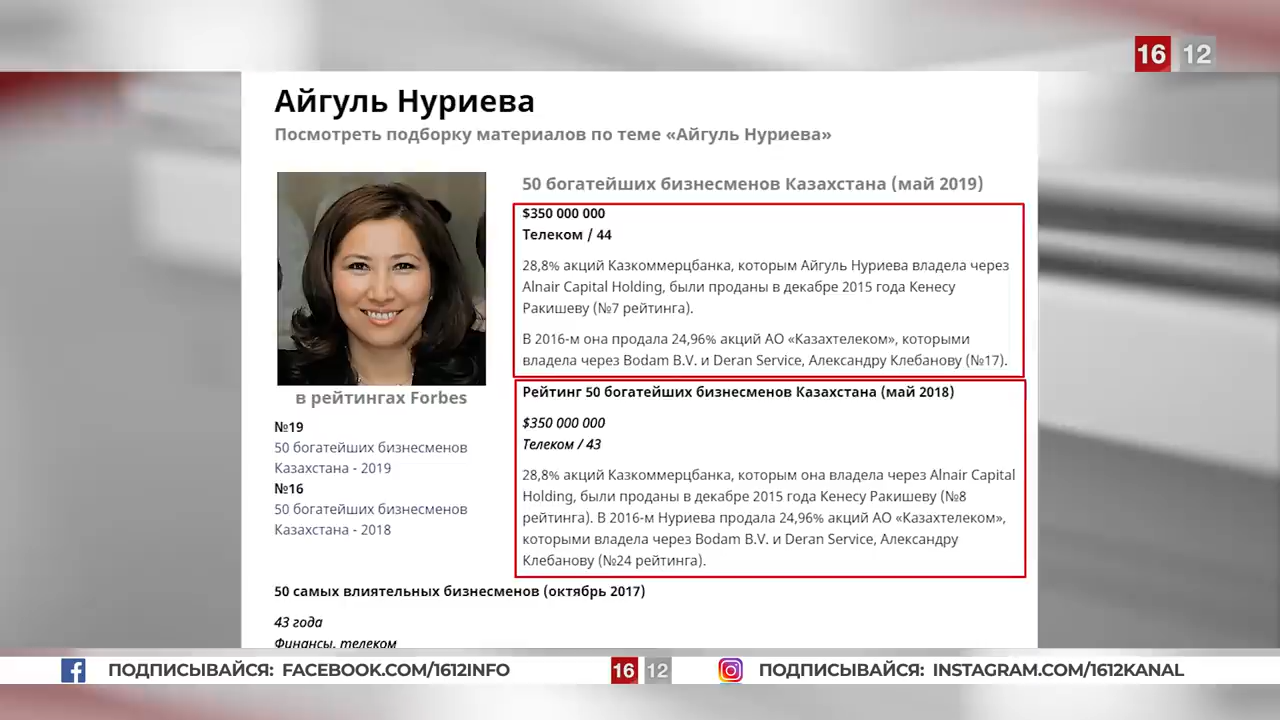 16 12
Айгуль Нуриева
Посмотреть подборку материалов по теме «Айгуль Нуриева»
в рейтингах Forbes
№19
50 богатейших бизнесменов
Казахстана - 2019
№16
50 богатейших бизнесменов
Казахстана - 2018
50 богатейших бизнесменов Казахстана (май 2019)
$350 000 000
Телеком / 44
28,8% акций Казкоммерцбанка, которым Айгуль Нуриева владела через
Alnair Capital Holding, были проданы в декабре 2015 года Кенесу
Ракишеву (№7 рейтинга).
В 2016-м она продала 24,96% акций АО «Казахтелеком», которыми
владела через Bodam B.V. и Deran Service, Александру Клебанову (№17).
Рейтинг 50 богатейших бизнесменов Казахстана (май 2018)
$350 000 000
Телеком / 43
28,8% акций Казкоммерцбанка, которым она владела через Alnair Capital
Holding, были проданы в декабре 2015 года Кенесу Ракишеву (№8
рейтинга). В 2016-м Нуриева продала 24,96% акций АО «Казахтелеком»,
которыми владела через Bodam B.V. и Deran Service, Александру
Клебанову (№24 рейтинга).
50 самых влиятельных бизнесменов (октябрь 2017)
43 года
Финансы, телеком
ПОДПИСЫВАЙСЯ: FACEBOOK.COM/1612INFO
16 12
ПОДПИСЫВАЙСЯ: INSTAGRAM.COM/1612KANAL